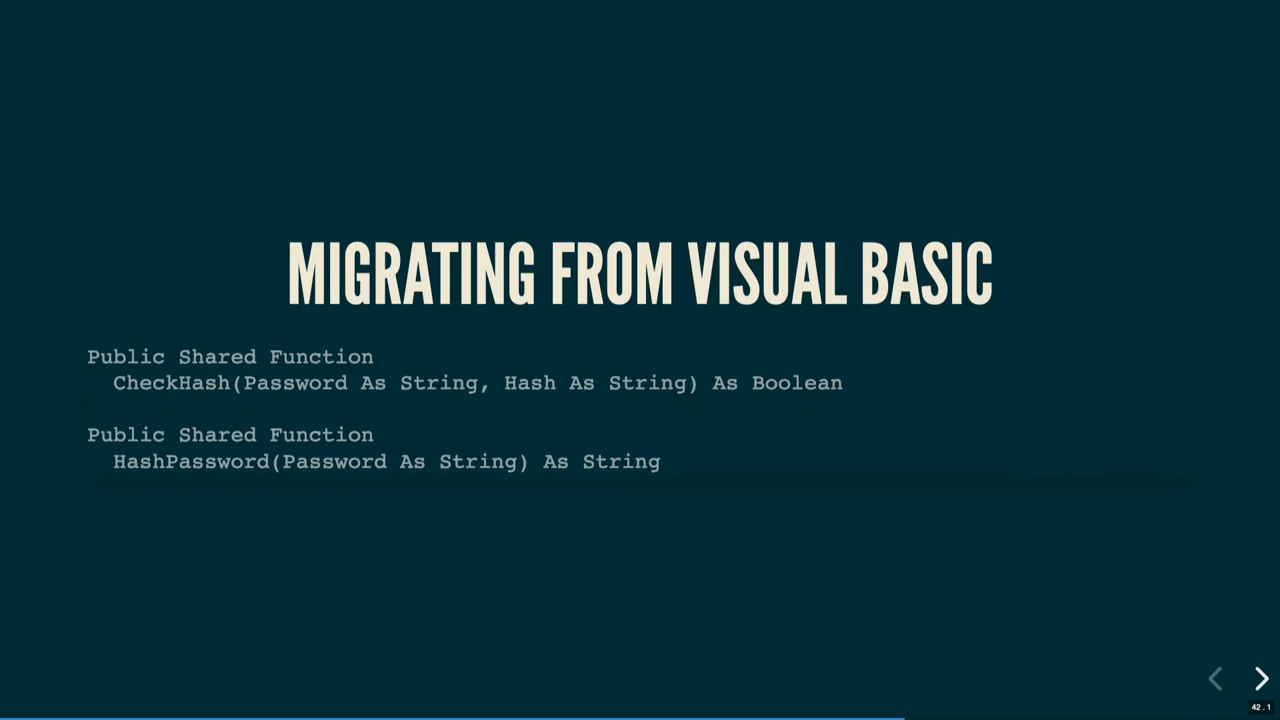 MIGRATING FROM VISUAL BASIC
Public Shared Function
CheckHash(Password As String, Hash As String) As Boolean
Public Shared Function
HashPassword(Password As String) As String
42.1